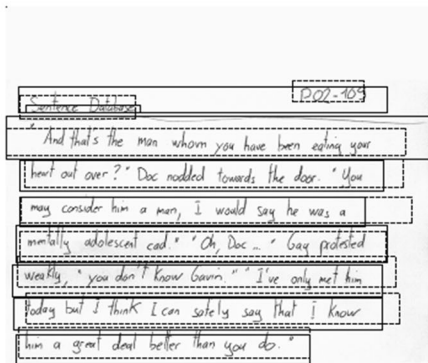 Sentence Database P02-109
"And that's the man whom you have been eating your
heart out over?" Doc nodded towards the door. "You
may consider him a man, I would say he was a
mentally adolescent cad." "Oh, Doc ... " Gay protested
weakly, "you don't know Gavin." "I've only met him
today but I think I can safely say that I know
him a great deal better than you do."